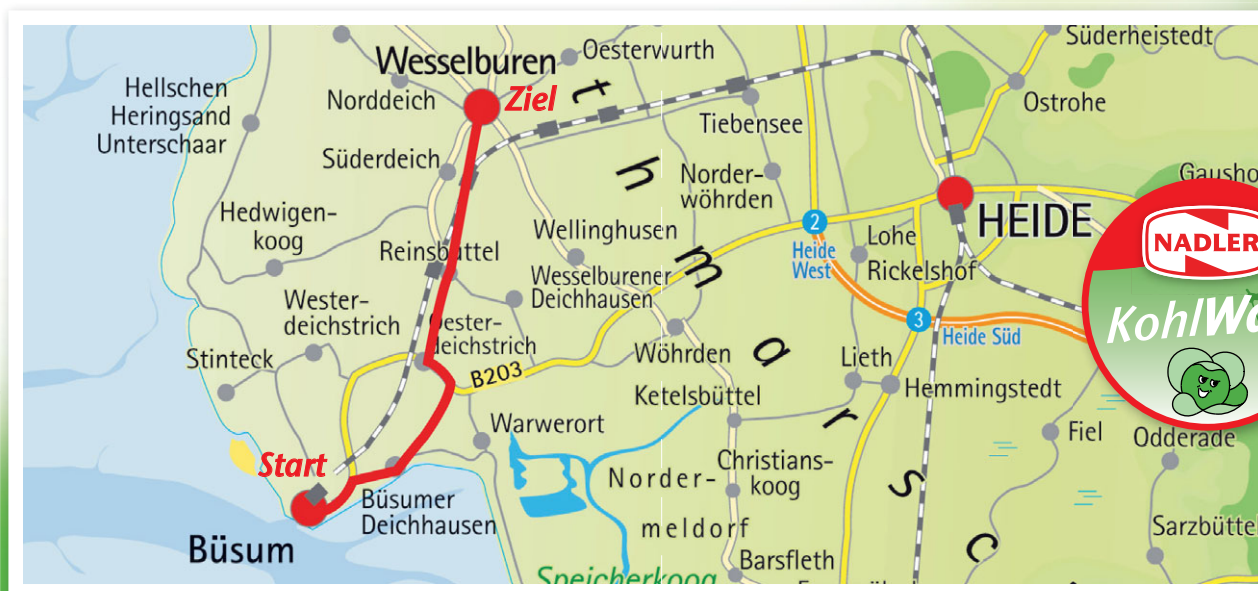 Süderheistedt
Wesselburen
Oesterwurth
Hellschen
Heringsand
Unterschaar
Norddeich
Ziel
t
Ostrohe
Tiebensee
Süderdeich
h
Norder-
wöhrden
Hedwigen-
koog
Wellinghusen
2
HEIDE
NADLER
Reinsbüttel
m
Heide
West
Lohe
Rickelshof
Wesselburener
Deichhausen
Wester-
deichstrich
Oester-
deichstrich
3
Heide Süd
Stinteck
B203
Wöhrden
a
Lieth
Ketelsbüttel
Hemmingstedt
Warwerort
r
Fiel
Odderade
Start
Norder-
meldorf
Christians-
koog
s
Büsumer
Deichhausen
Büsum
c
Barsfleth
Speicherkoog